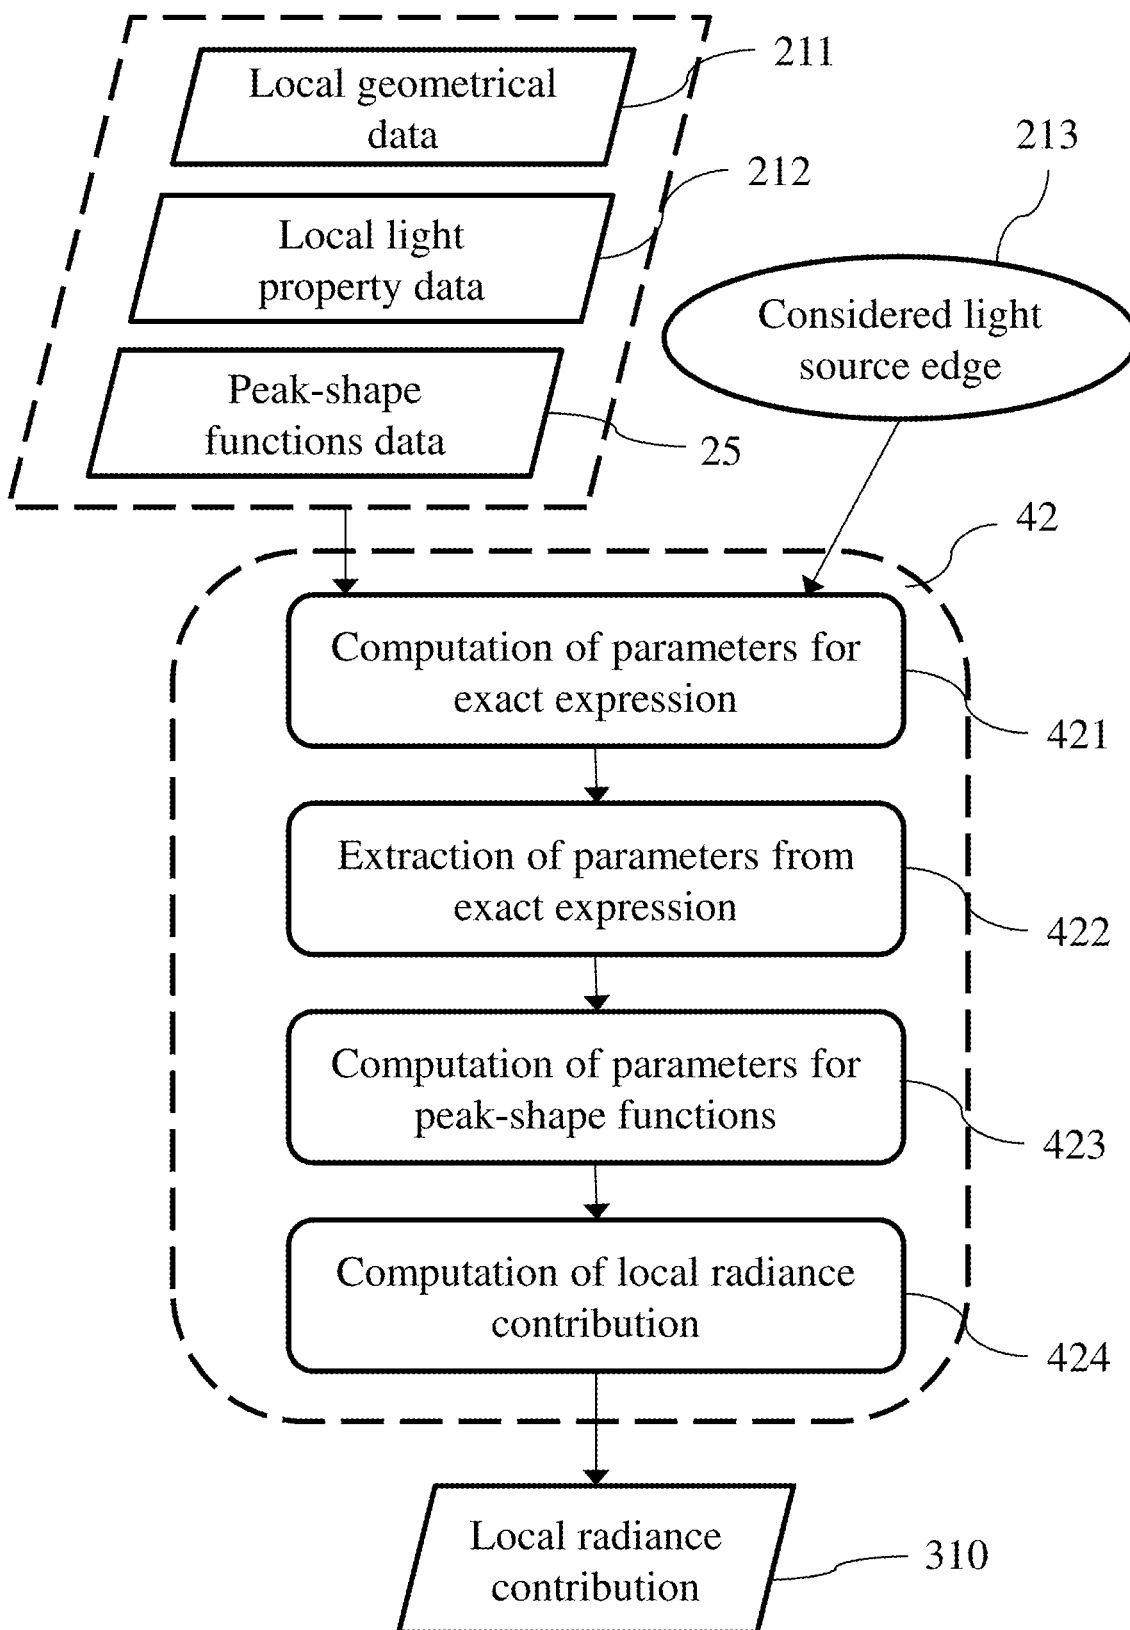 Local geometrical
data
211
Local light
property data
212
Peak-shape
functions data
25
213
Considered light
source edge
42
Computation of parameters for
exact expression
421
Extraction of parameters from
exact expression
422
Computation of parameters for
peak-shape functions
423
Computation of local radiance
contribution
424
Local radiance
contribution
310